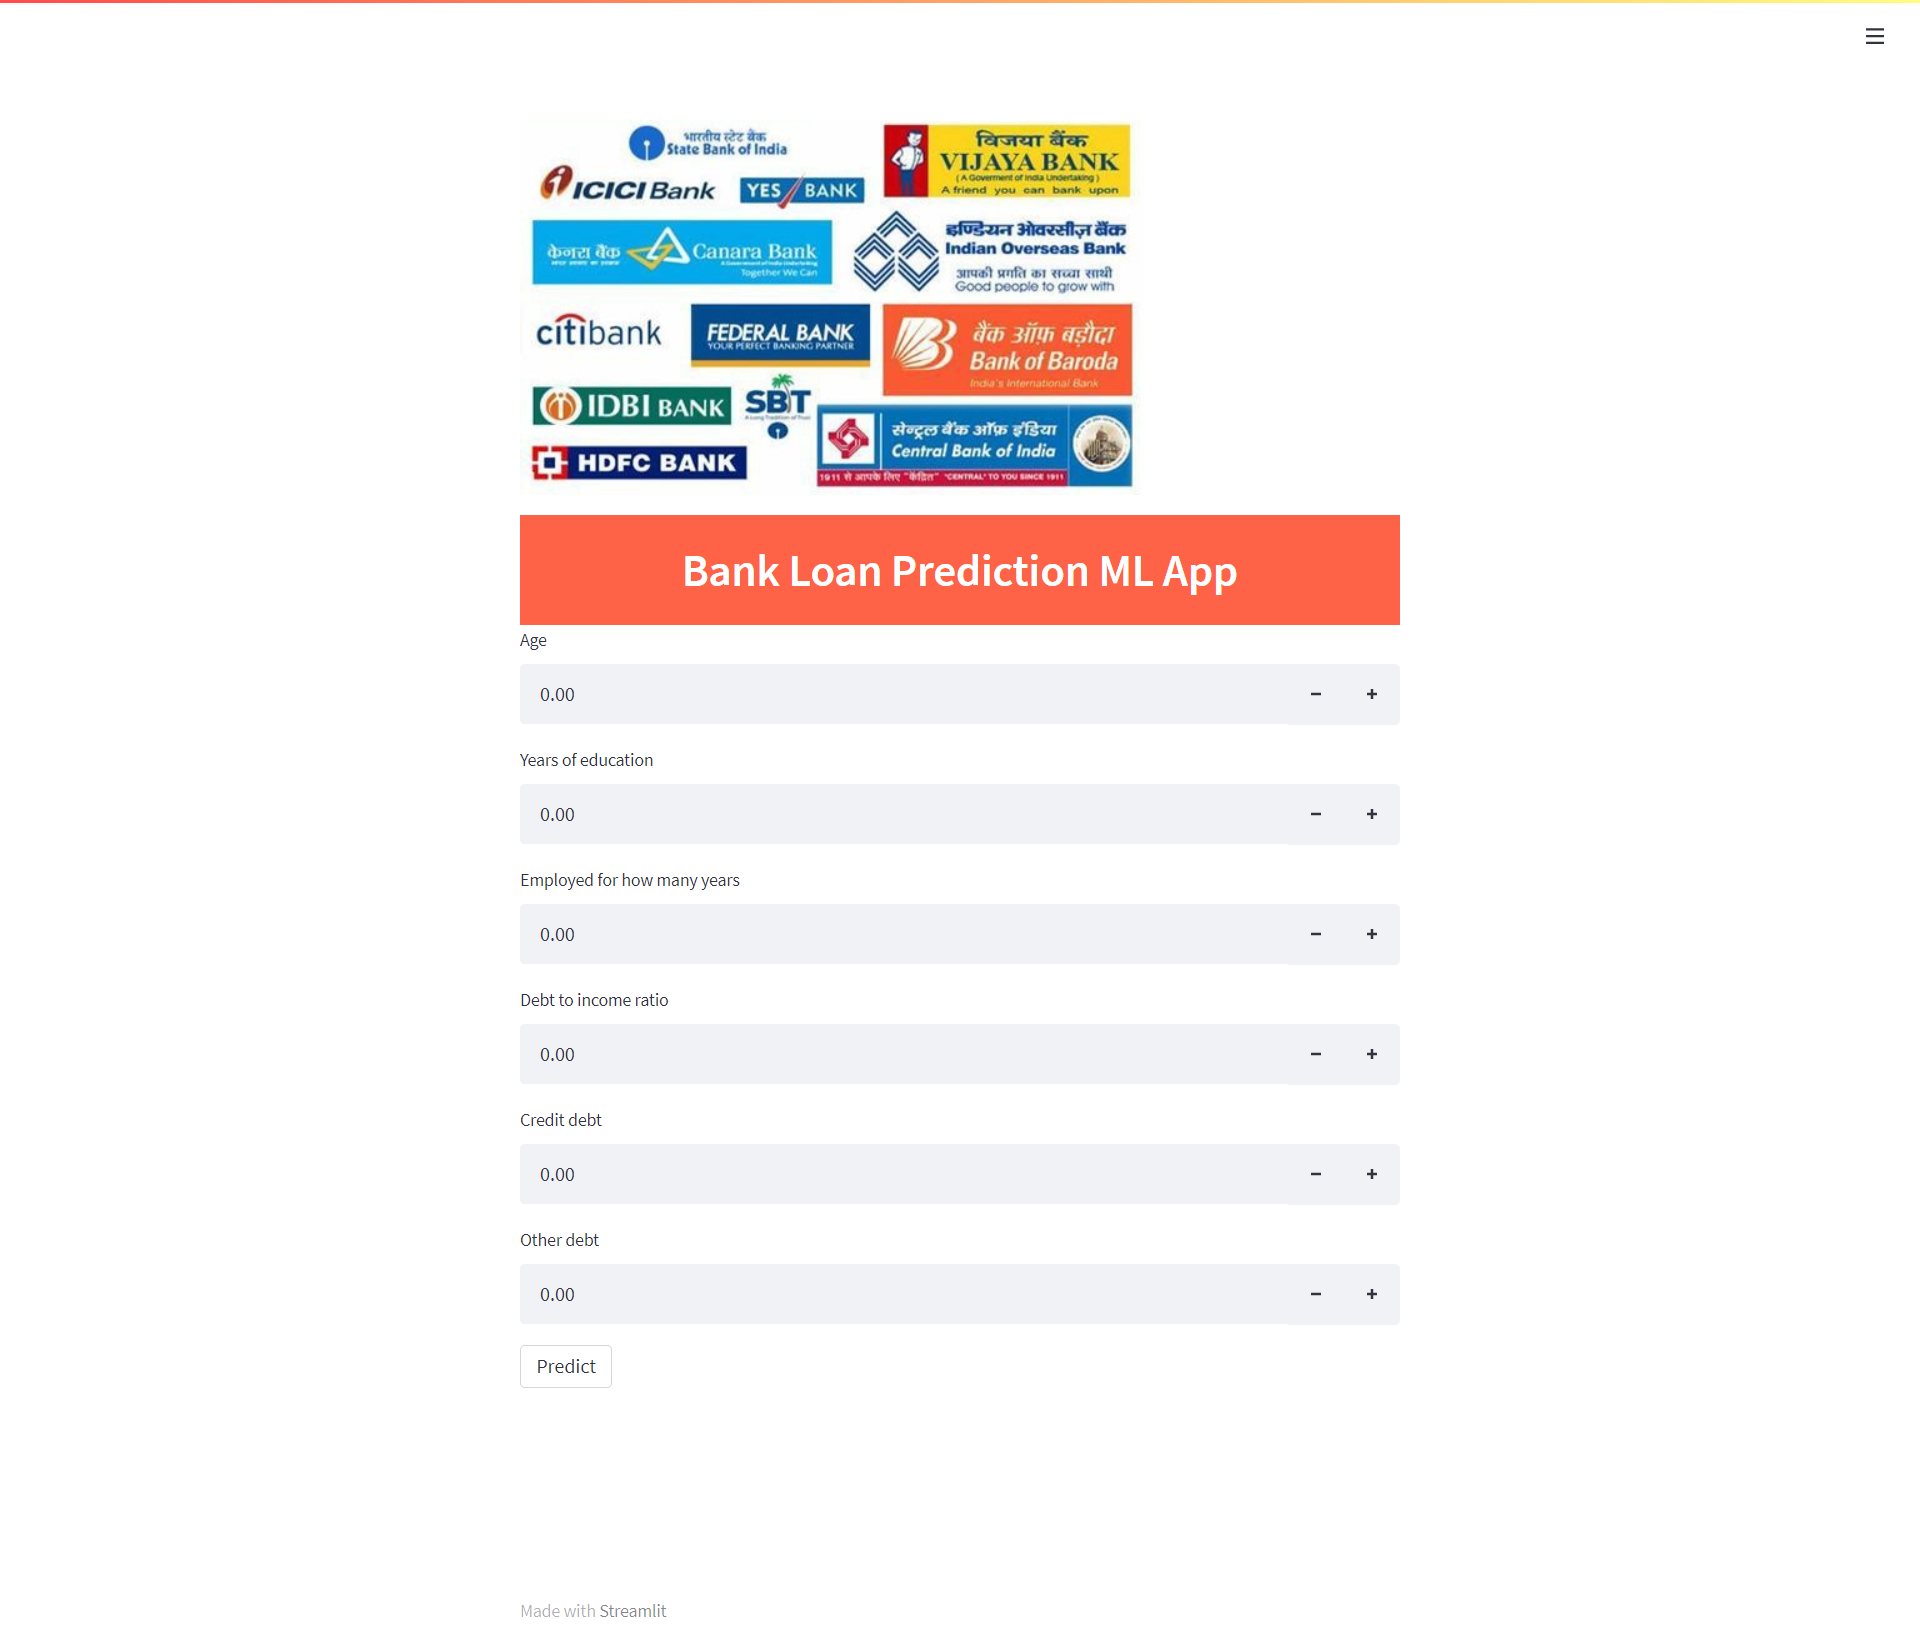 भारतीय स्टेट बैंक
State Bank of India
ICICI Bank
YES BANK
विजया बैंक
VIJAYA BANK
(A Goverment of India Undertaking)
A friend you can bank upon
केनरा बैंक
Canara Bank
Together We Can
इण्डियन ओवरसीज़ बैंक
Indian Overseas Bank
आपकी प्रगति का सच्चा साथी
Good people to grow with
citibank
FEDERAL BANK
YOUR PERFECT BANKING PARTNER
बैंक ऑफ़ बड़ौदा
Bank of Baroda
India's International Bank
IDBI BANK
SBT
HDFC BANK
सेन्ट्रल बैंक ऑफ़ इंडिया
Central Bank of India
1911 से आपके लिए "केंद्रित" "CENTRAL" TO YOU SINCE 1911
Bank Loan Prediction ML App
Age
0.00
Years of education
0.00
Employed for how many years
0.00
Debt to income ratio
0.00
Credit debt
0.00
Other debt
0.00
Predict
Made with Streamlit